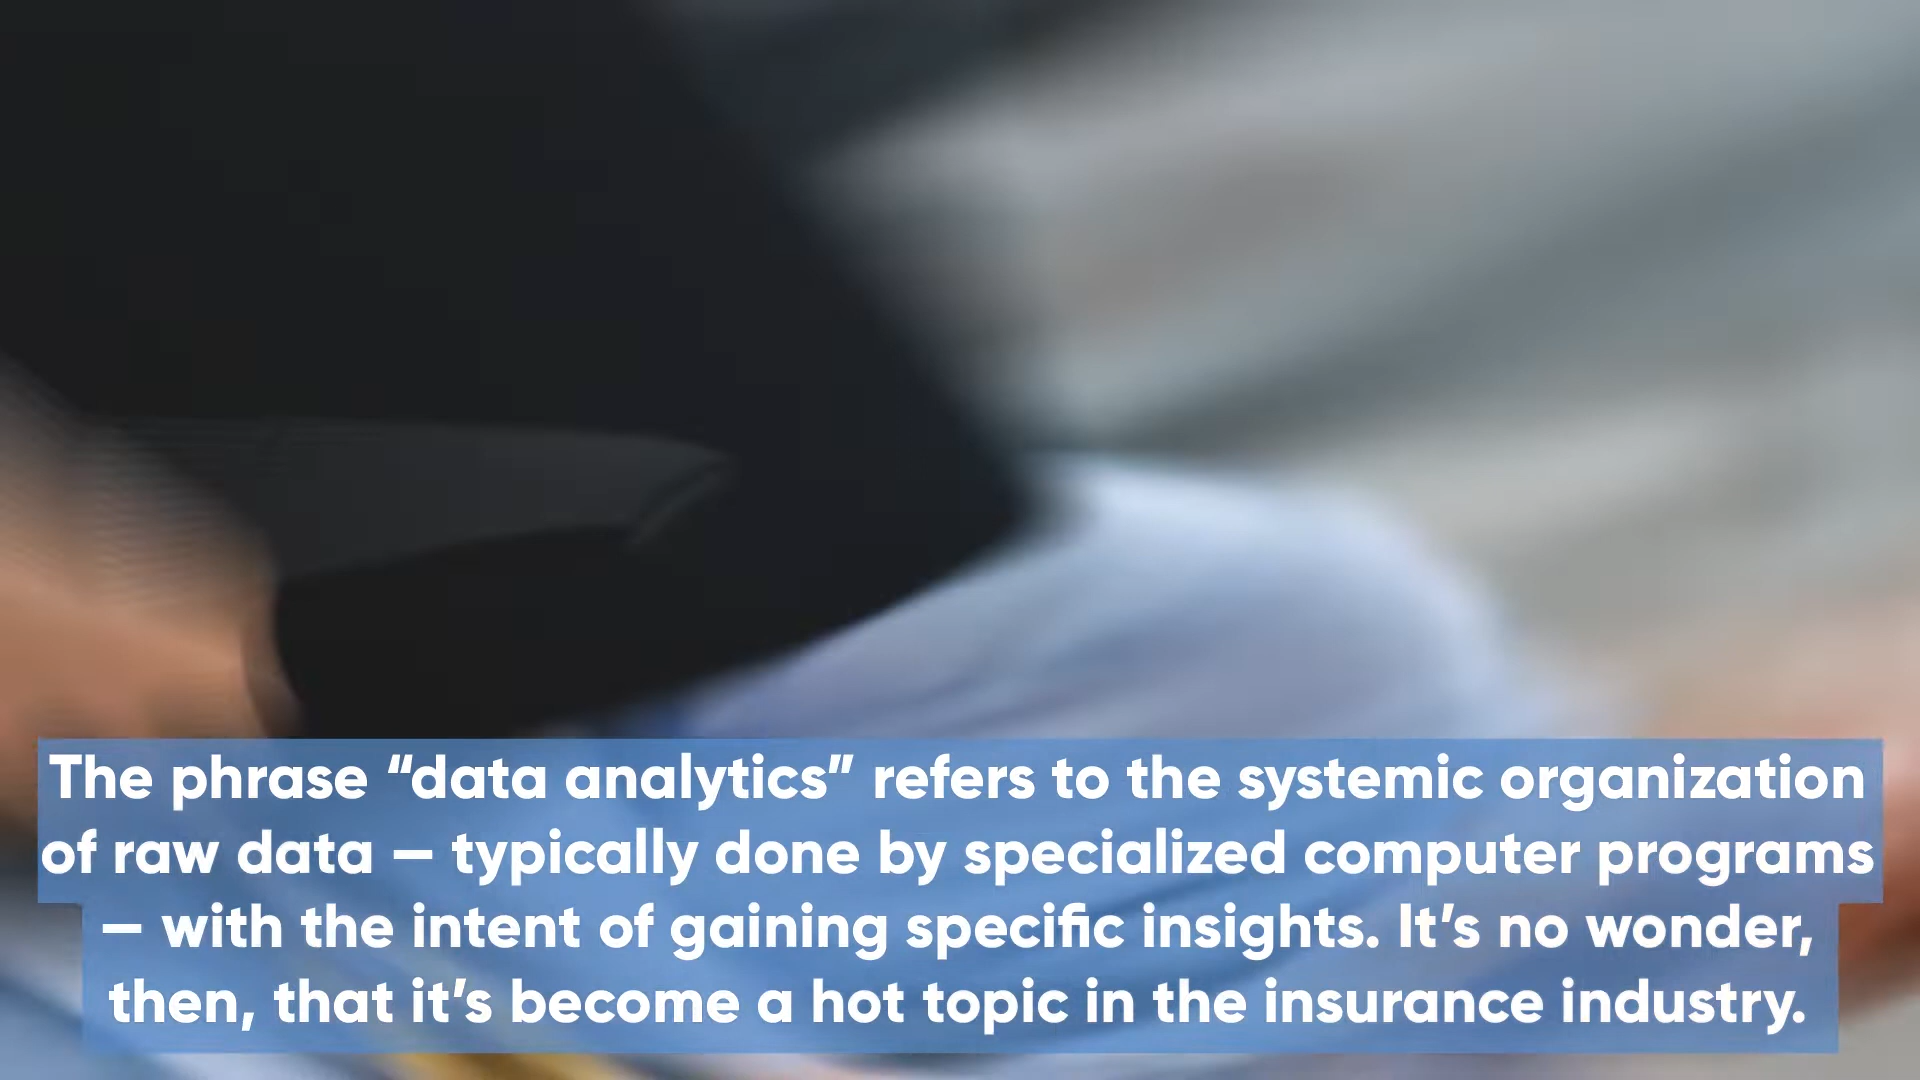 The phrase “data analytics” refers to the systemic organization
of raw data — typically done by specialized computer programs
— with the intent of gaining specific insights. It’s no wonder,
then, that it’s become a hot topic in the insurance industry.